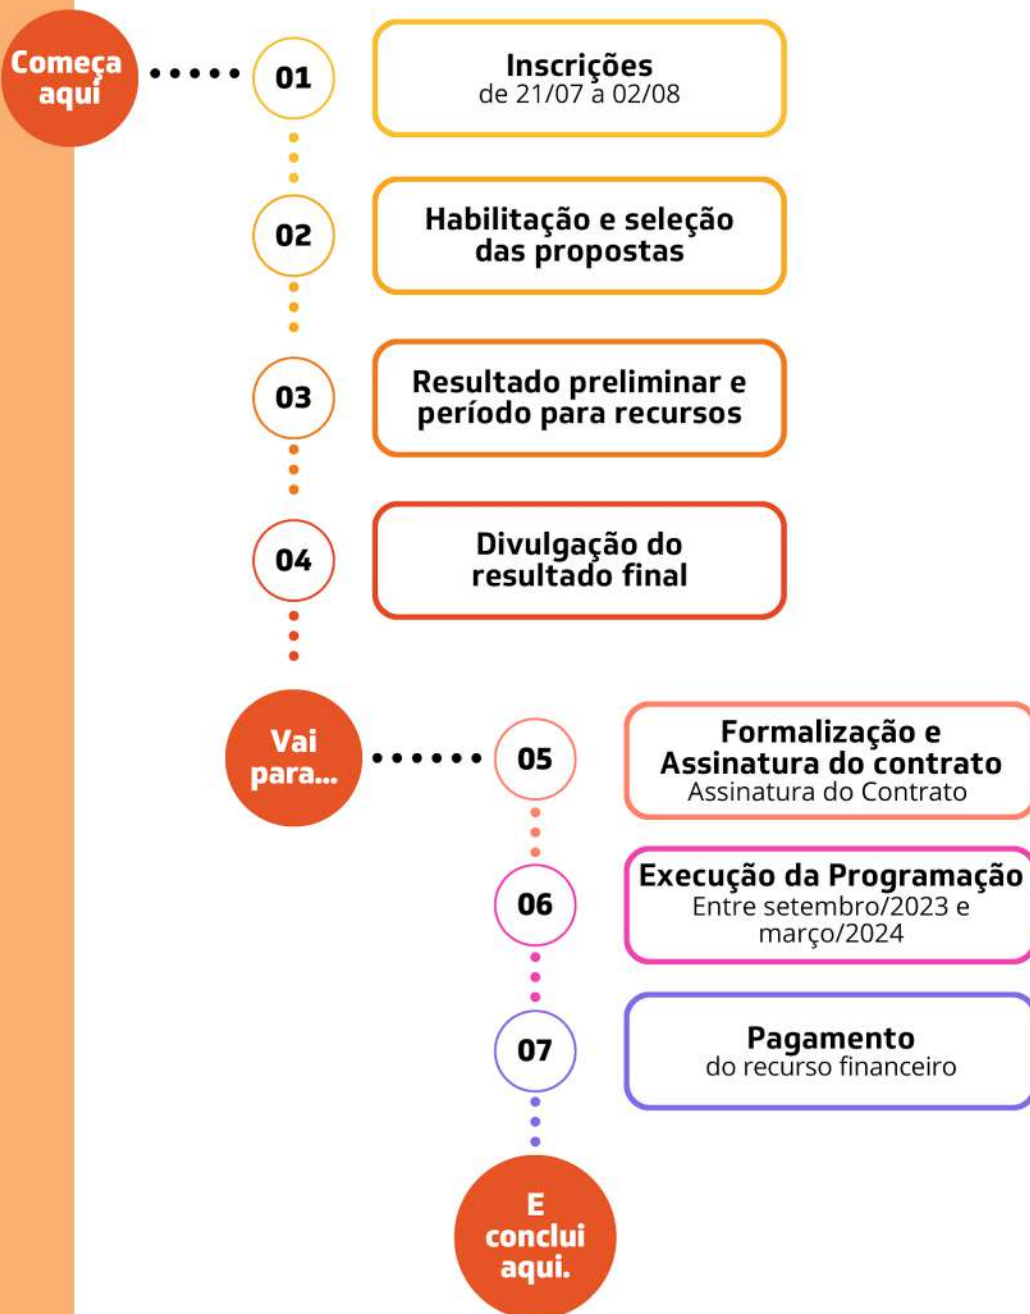 Começa
aqui
01
Inscrições
de 21/07 a 02/08
02
Habilitação e seleção
das propostas
03
Resultado preliminar e
período para recursos
04
Divulgação do
resultado final
Vai
para...
05
Formalização e
Assinatura do contrato
Assinatura do Contrato
06
Execução da Programação
Entre setembro/2023 e
março/2024
07
Pagamento
do recurso financeiro
E
conclui
aqui.